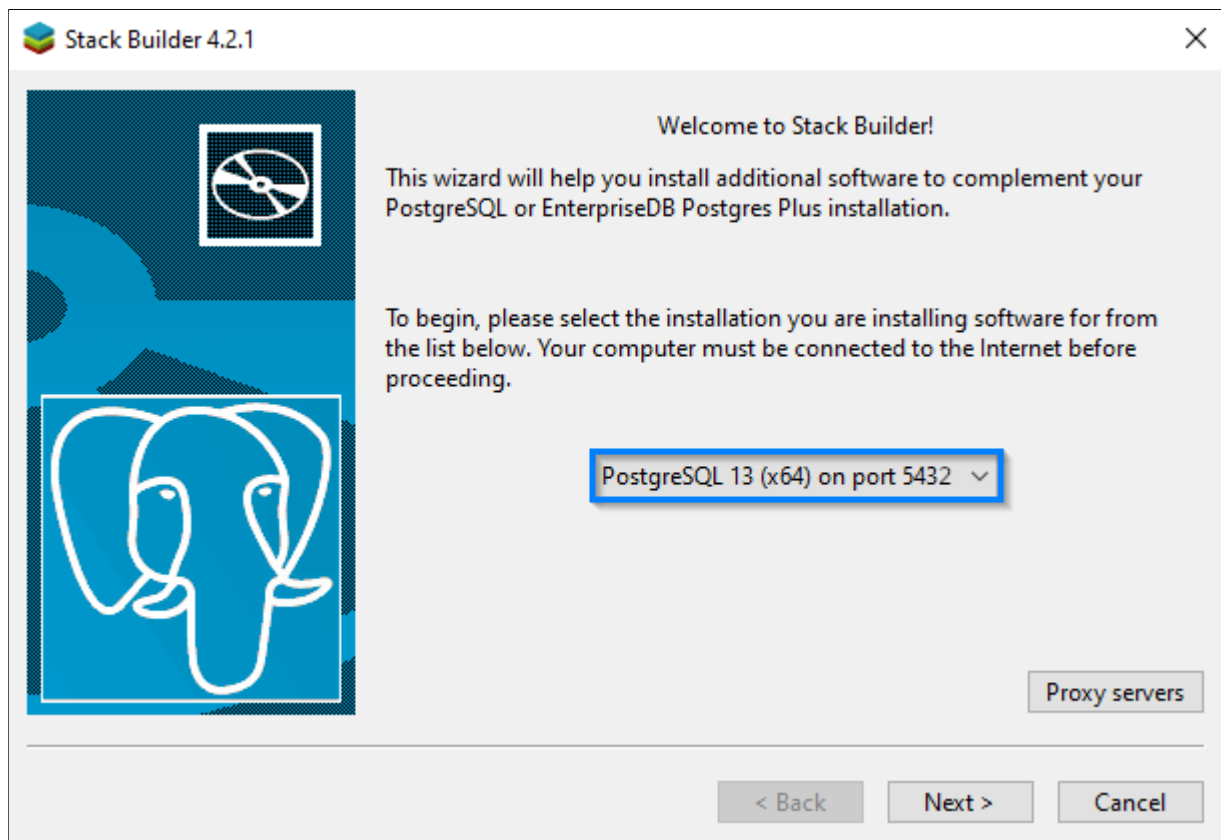 Stack Builder 4.2.1
Welcome to Stack Builder!
This wizard will help you install additional software to complement your
PostgreSQL or EnterpriseDB Postgres Plus installation.
To begin, please select the installation you are installing software for from
the list below. Your computer must be connected to the Internet before
proceeding.
PostgreSQL 13 (x64) on port 5432
Proxy servers
< Back
Next >
Cancel